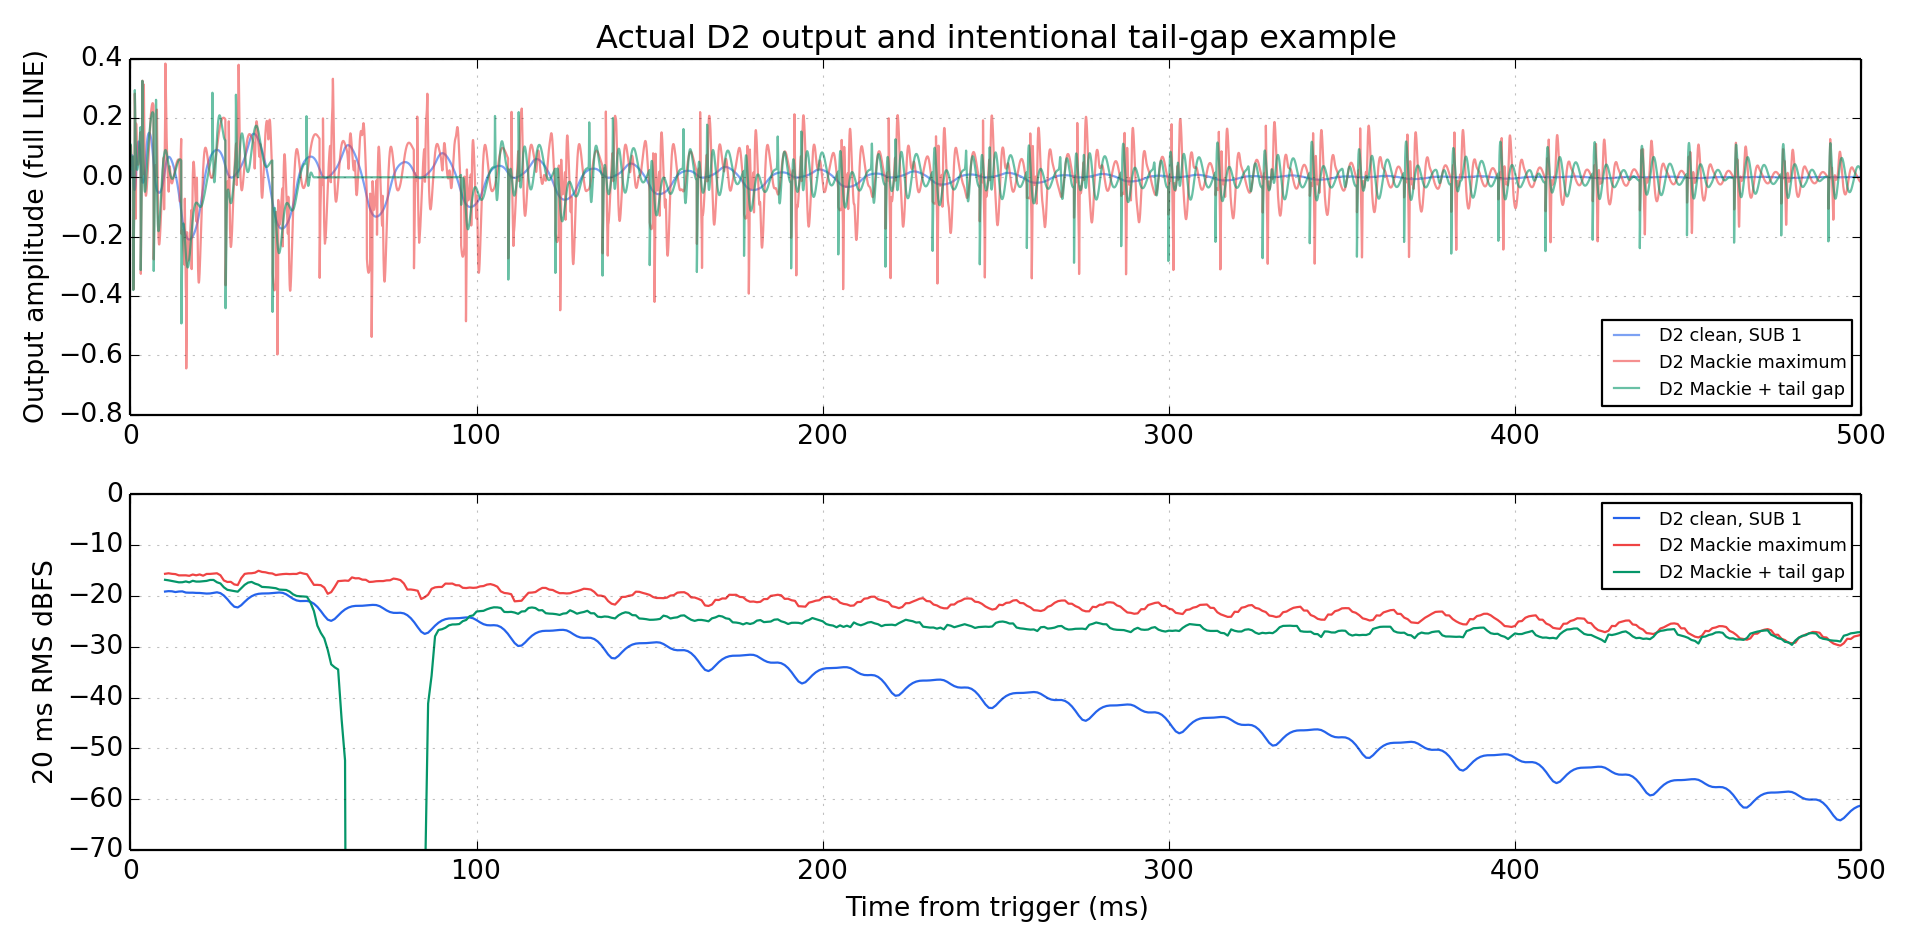 Actual D2 output and intentional tail-gap example
Output amplitude (full LINE)
0.4
0.2
0.0
−0.2
−0.4
−0.6
−0.8
D2 clean, SUB 1
D2 Mackie maximum
D2 Mackie + tail gap
0 100 200 300 400 500
20 ms RMS dBFS
0
−10
−20
−30
−40
−50
−60
−70
D2 clean, SUB 1
D2 Mackie maximum
D2 Mackie + tail gap
0 100 200 300 400 500
Time from trigger (ms)